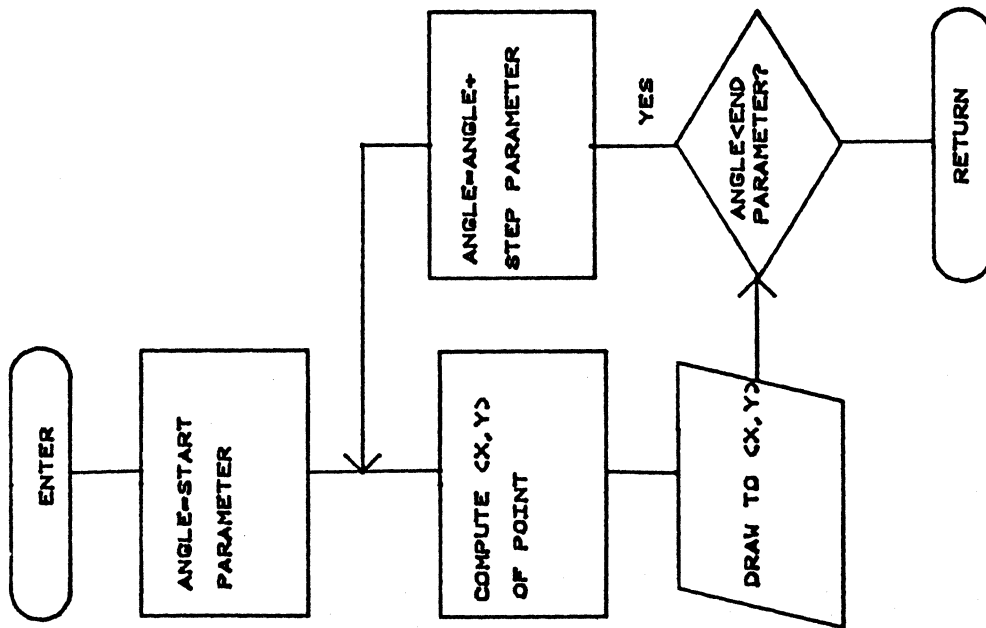 ENTER
ANGLE=START
PARAMETER
COMPUTE <X,Y>
OF POINT
DRAW TO <X,Y>
ANGLE<END
PARAMETER?
YES
ANGLE=ANGLE+
STEP PARAMETER
RETURN